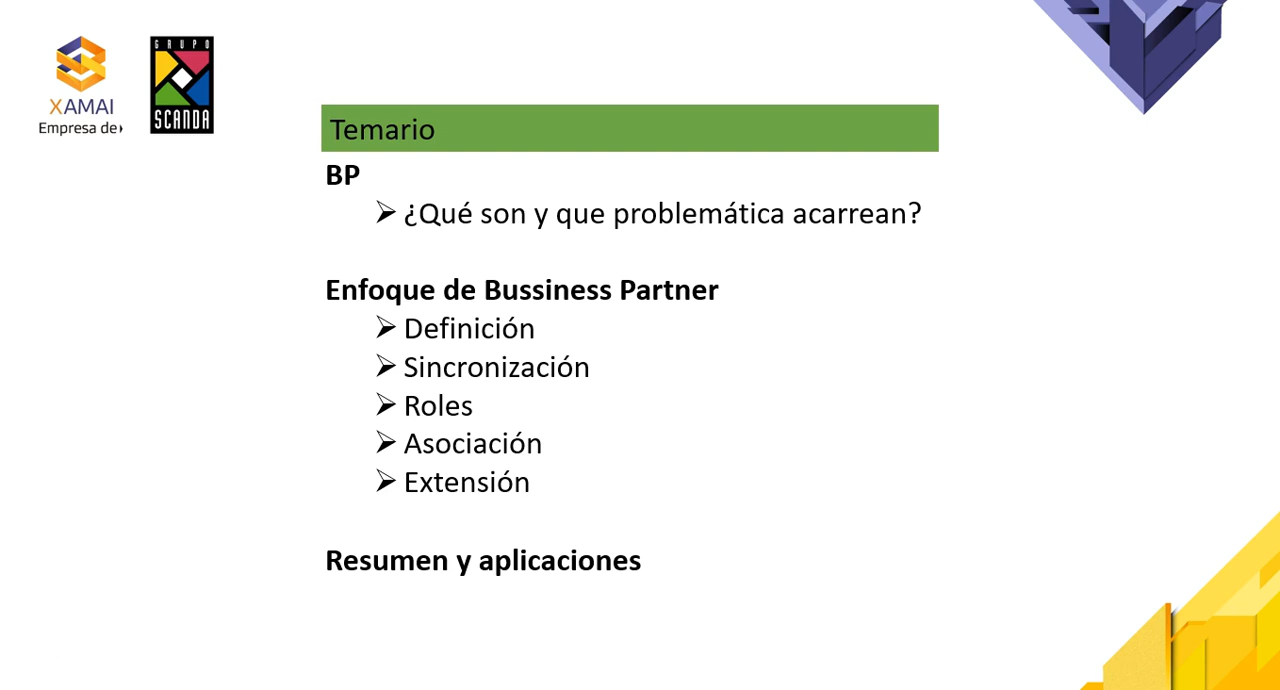 XAMAI
Empresa de
GRUPO
SCANDA
Temario
BP
¿Qué son y que problemática acarrean?
Enfoque de Bussiness Partner
Definición
Sincronización
Roles
Asociación
Extensión
Resumen y aplicaciones